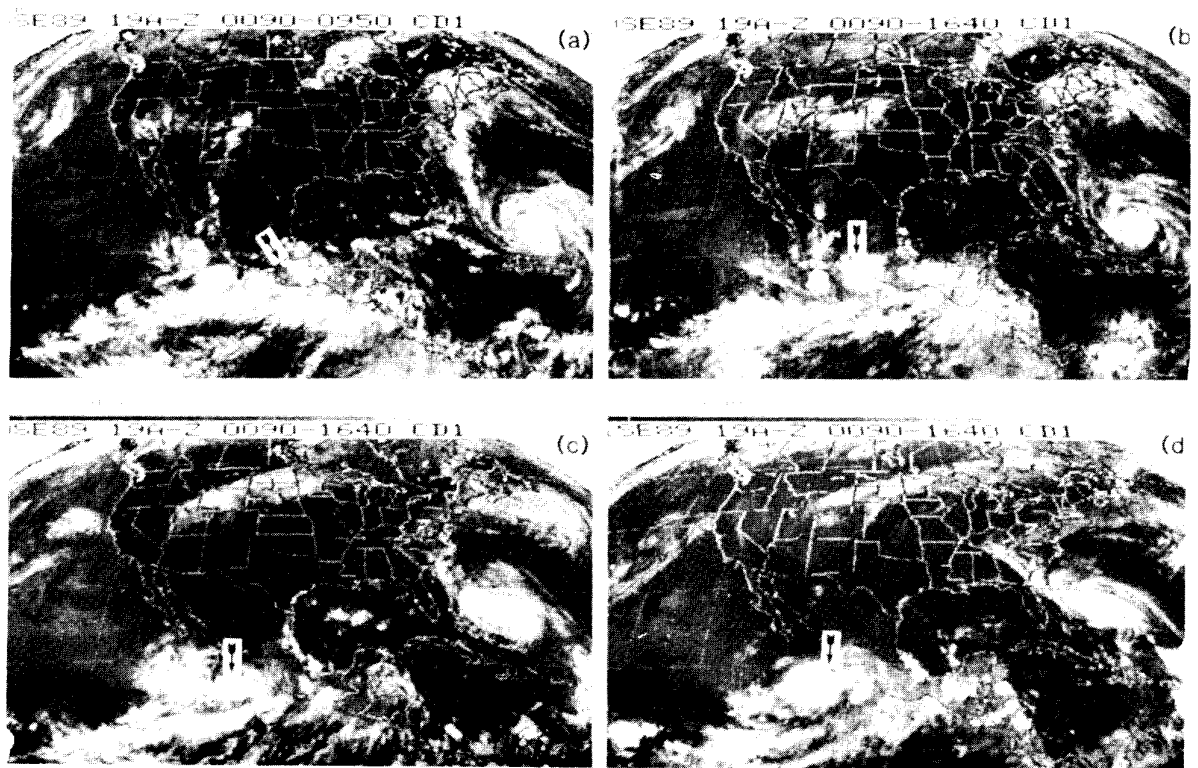 SE89 19A-Z 0090-0950 CD1
(a)
SE89 19A-Z 0090-1640 CD1
(b
SE89 19A-Z 0090-1640 CD1
(c)
SE89 19A-Z 0090-1640 CD1
(d